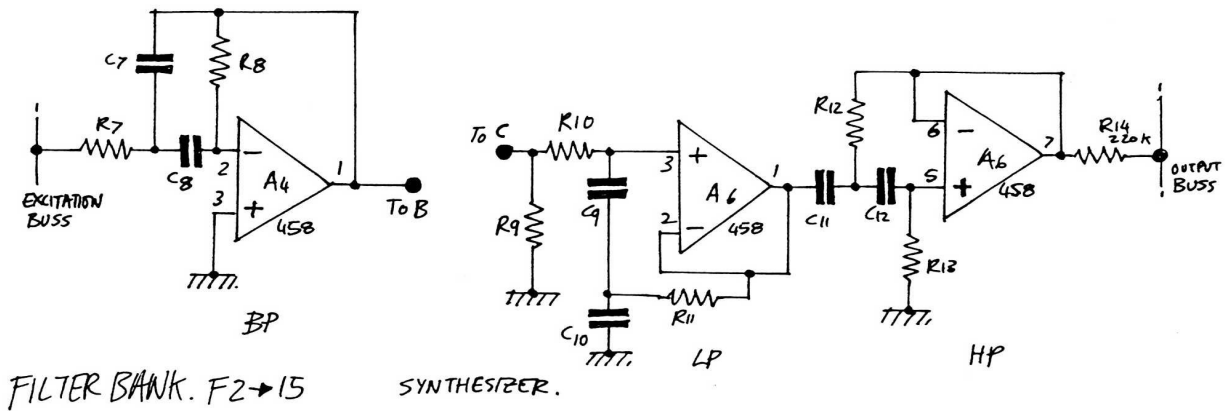 C7
R8
R7
C8
2
3
A4
1
458
EXCITATION
BUSS
To B
BP
To C
R10
R9
C9
C10
3
2
A6
1
458
R11
LP
C11
C12
R12
R13
6
5
A6
7
458
R14
220K
OUTPUT
BUSS
HP
FILTER BANK. F2→15
SYNTHESIZER.